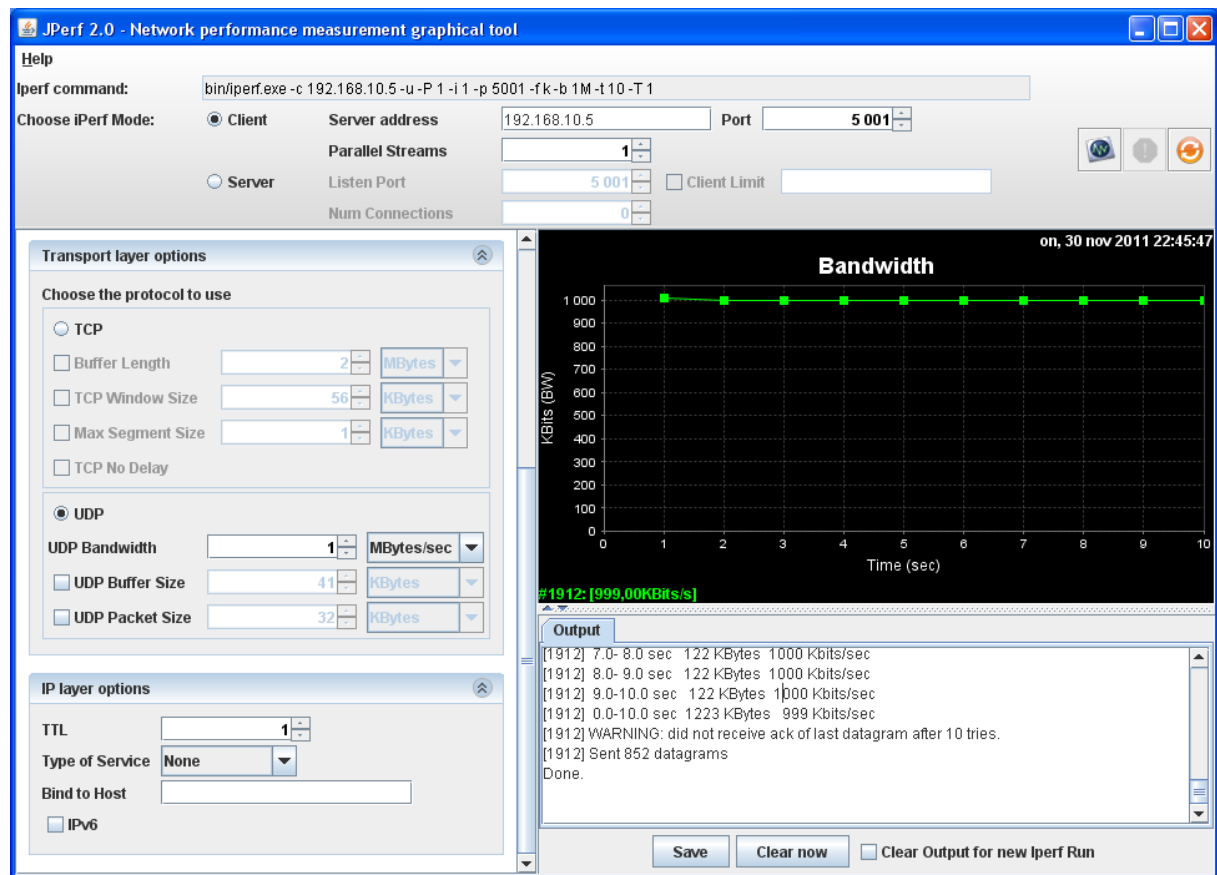 JPerf 2.0 - Network performance measurement graphical tool
Help
Iperf command: bin/iperf.exe -c 192.168.10.5 -u -P 1 -i 1 -p 5001 -f k -b 1M -t 10 -T 1
Choose iPerf Mode: Client Server address 192.168.10.5 Port 5 001
Parallel Streams 1
Server Listen Port 5 001 Client Limit
Num Connections 0
Transport layer options
Choose the protocol to use
TCP
Buffer Length 2 MBytes
TCP Window Size 56 KBytes
Max Segment Size 1 KBytes
TCP No Delay
UDP
UDP Bandwidth 1 MBytes/sec
UDP Buffer Size 41 KBytes
UDP Packet Size 32 KBytes
IP layer options
TTL 1
Type of Service None
Bind to Host
IPv6
on, 30 nov 2011 22:45:47
Bandwidth
KBits (BW)
1 000
900
800
700
600
500
400
300
200
100
0
0 1 2 3 4 5 6 7 8 9 10
Time (sec)
#1912: [999,00KBits/s]
Output
[1912] 7.0- 8.0 sec 122 KBytes 1000 Kbits/sec
[1912] 8.0- 9.0 sec 122 KBytes 1000 Kbits/sec
[1912] 9.0-10.0 sec 122 KBytes 1000 Kbits/sec
[1912] 0.0-10.0 sec 1223 KBytes 999 Kbits/sec
[1912] WARNING: did not receive ack of last datagram after 10 tries.
[1912] Sent 852 datagrams
Done.
Save Clear now Clear Output for new Iperf Run